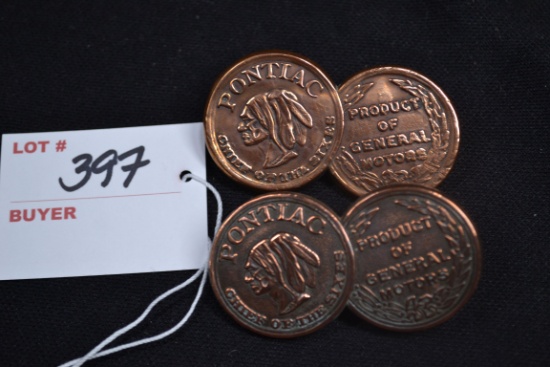 LOT #
397
BUYER
PONTIAC
CHIEF OF THE SIXES
PRODUCT
OF
GENERAL
MOTORS
PONTIAC
CHIEF OF THE SIXES
PRODUCT
OF
GENERAL
MOTORS